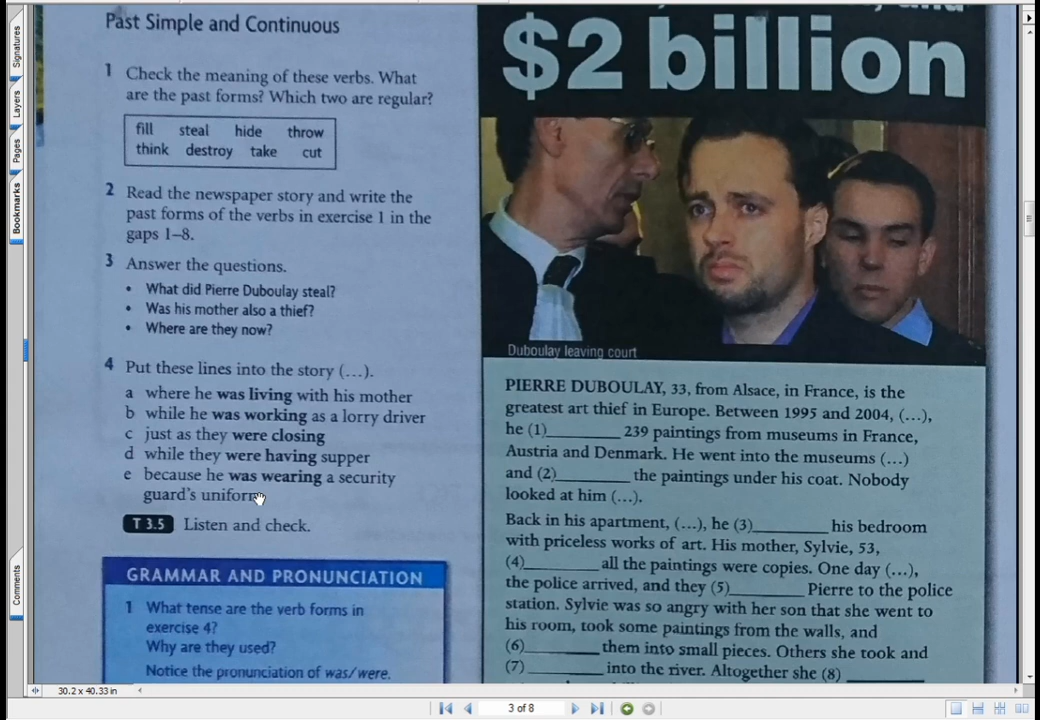 Past Simple and Continuous
1 Check the meaning of these verbs. What
are the past forms? Which two are regular?
fill steal hide throw
think destroy take cut
2 Read the newspaper story and write the
past forms of the verbs in exercise 1 in the
gaps 1–8.
3 Answer the questions.
• What did Pierre Duboulay steal?
• Was his mother also a thief?
• Where are they now?
4 Put these lines into the story (…).
a where he was living with his mother
b while he was working as a lorry driver
c just as they were closing
d while they were having supper
e because he was wearing a security
guard's uniform
T 3.5 Listen and check.
GRAMMAR AND PRONUNCIATION
1 What tense are the verb forms in
exercise 4?
Why are they used?
Notice the pronunciation of was/were.
$2 billion
Duboulay leaving court
PIERRE DUBOULAY, 33, from Alsace, in France, is the
greatest art thief in Europe. Between 1995 and 2004, (…),
he (1)________ 239 paintings from museums in France,
Austria and Denmark. He went into the museums (…)
and (2)________ the paintings under his coat. Nobody
looked at him (…).
Back in his apartment, (…), he (3)________ his bedroom
with priceless works of art. His mother, Sylvie, 53,
(4)________ all the paintings were copies. One day (…),
the police arrived, and they (5)________ Pierre to the police
station. Sylvie was so angry with her son that she went to
his room, took some paintings from the walls, and
(6)________ them into small pieces. Others she took and
(7)________ into the river. Altogether she (8)________
Signatures
Layers
Pages
Bookmarks
Comments
30.2 x 40.33 in
3 of 8